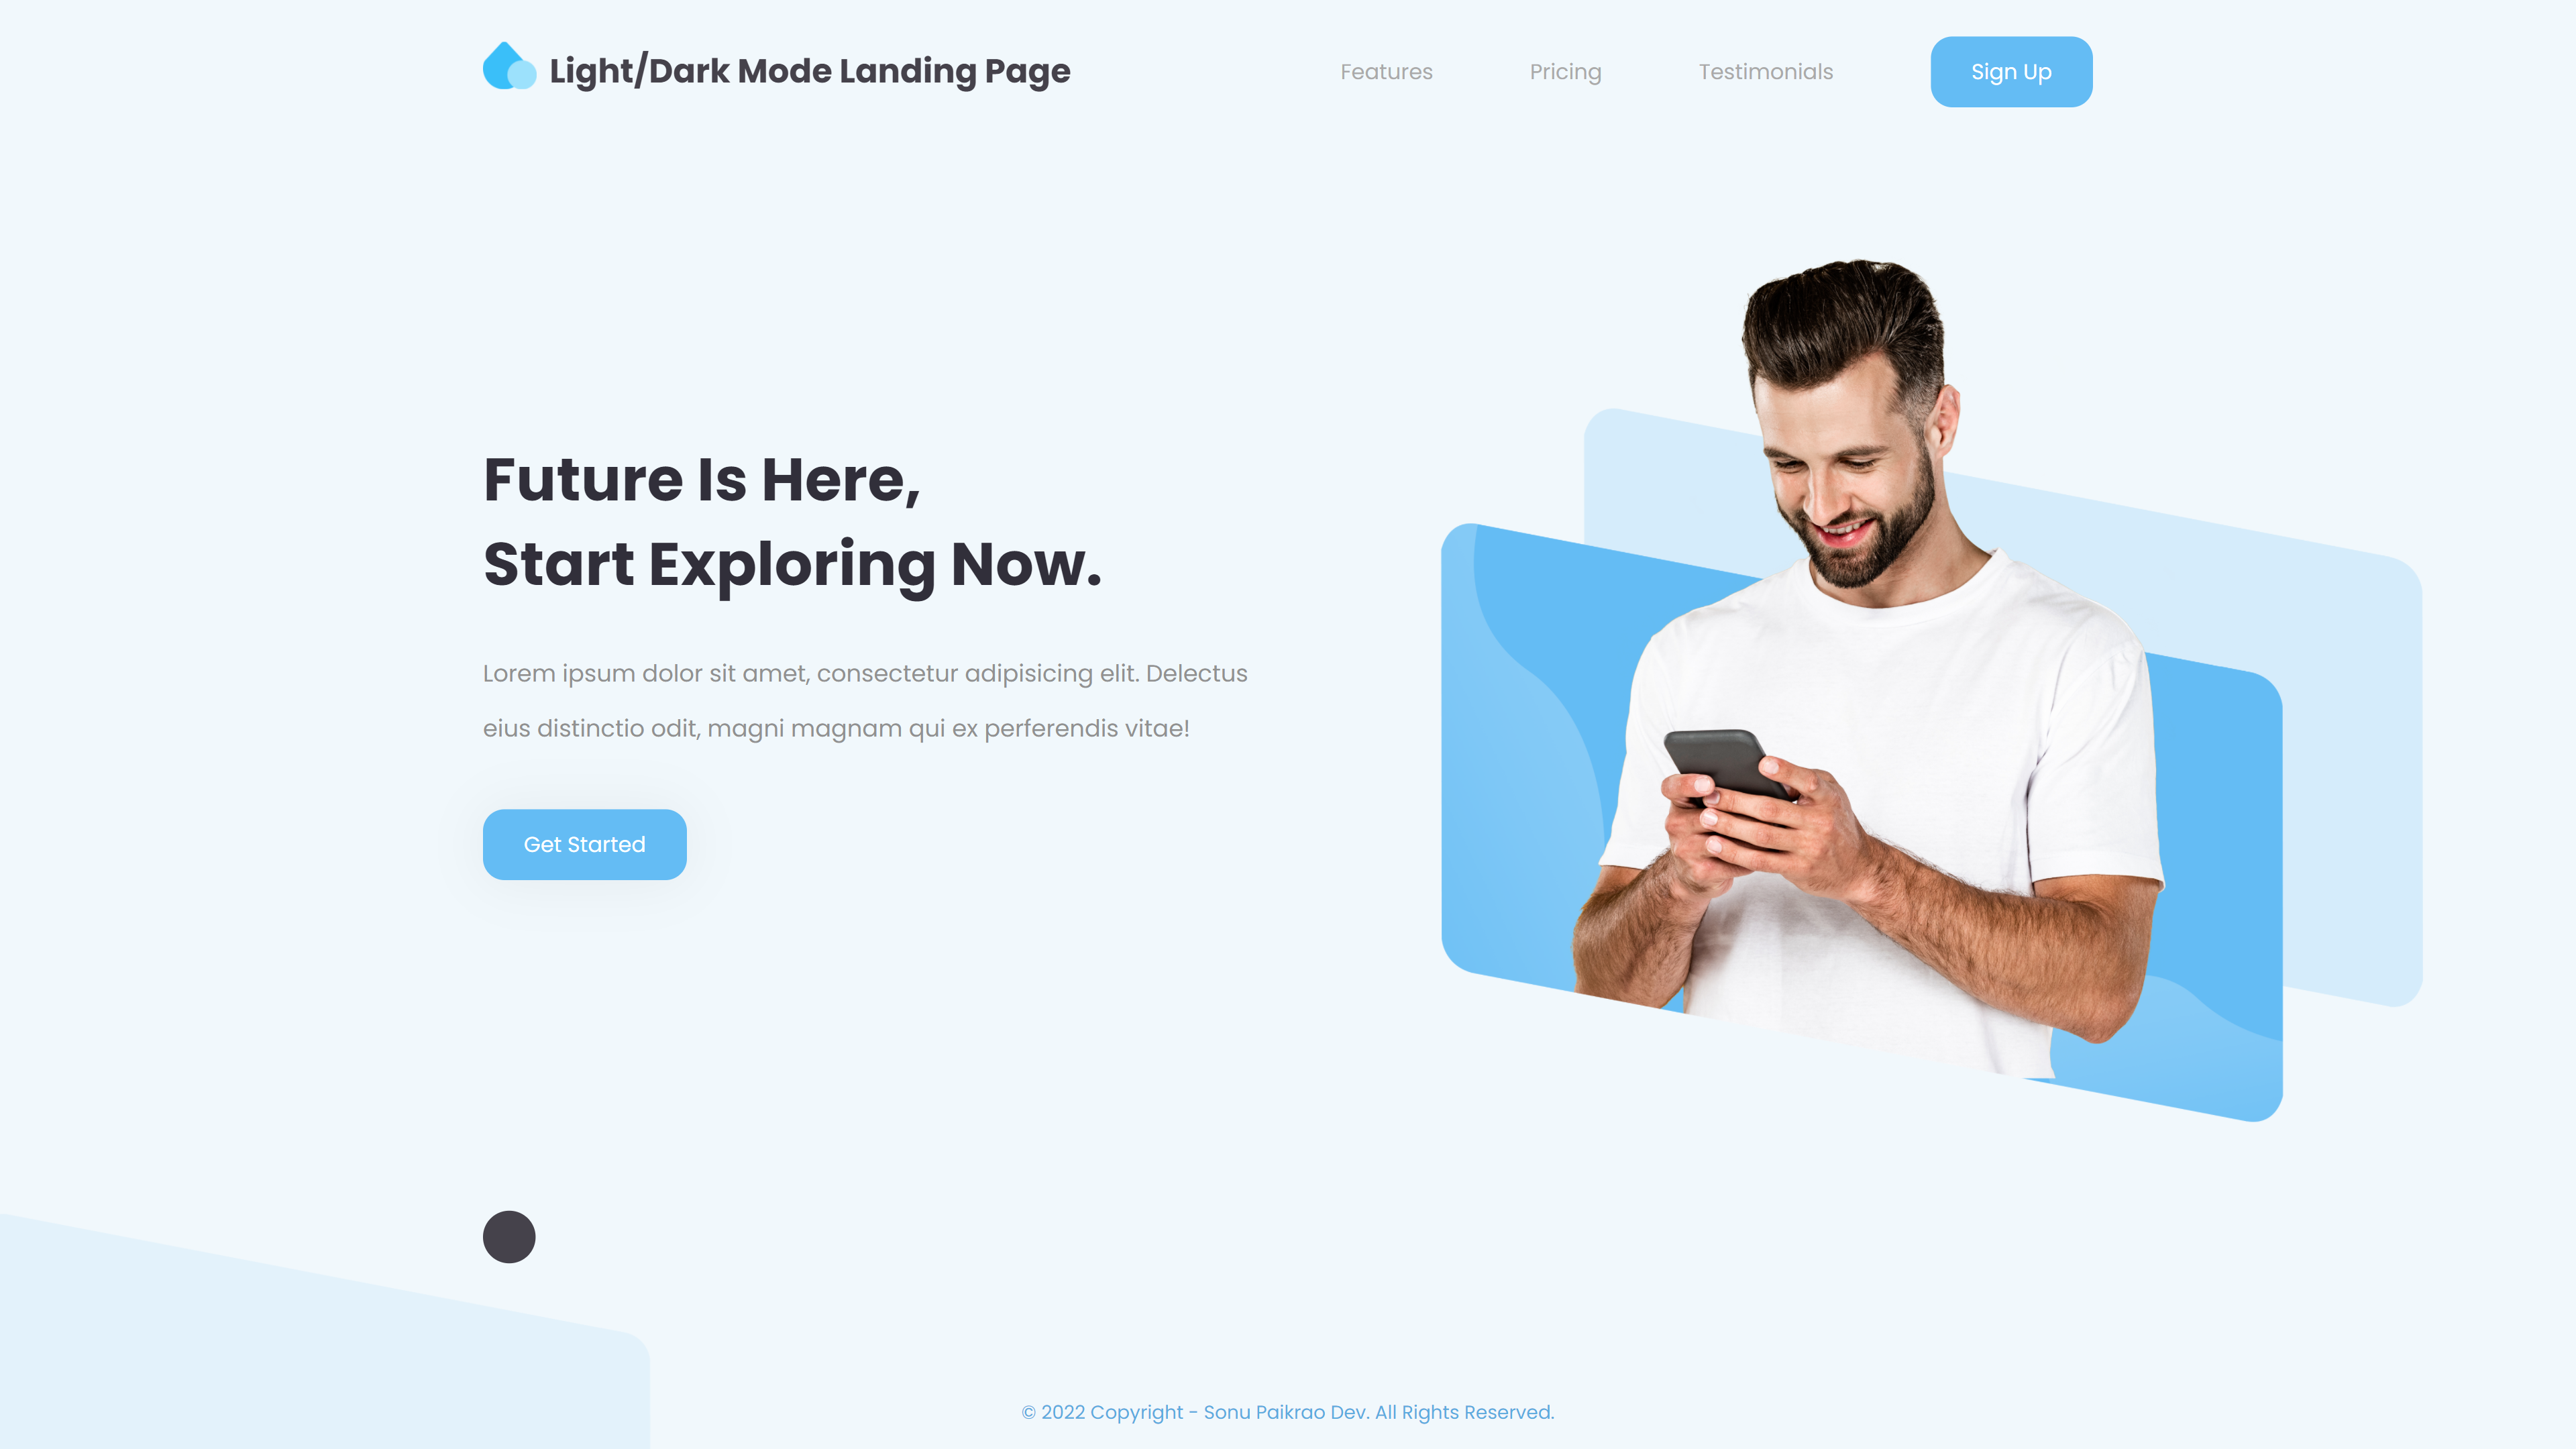 Light/Dark Mode Landing Page
Features
Pricing
Testimonials
Sign Up
Future Is Here,
Start Exploring Now.
Lorem ipsum dolor sit amet, consectetur adipisicing elit. Delectus
eius distinctio odit, magni magnam qui ex perferendis vitae!
Get Started
© 2022 Copyright - Sonu Paikrao Dev. All Rights Reserved.